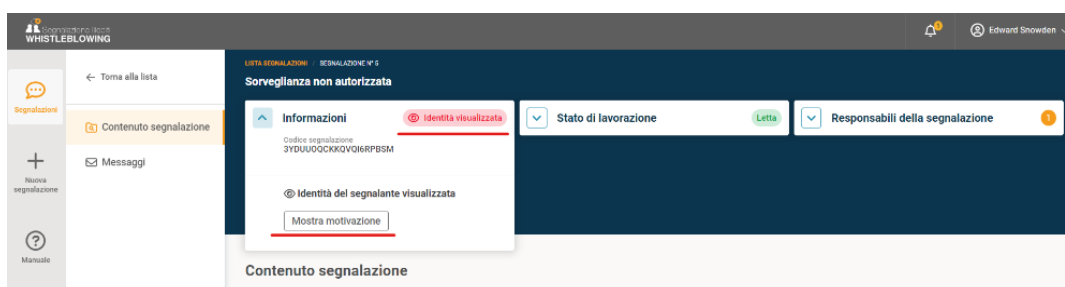 Segnalazioni Illeciti
WHISTLEBLOWING
1
Edward Snowden
Segnalazioni
Nuova
segnalazione
Manuale
← Torna alla lista
Contenuto segnalazione
Messaggi
LISTA SEGNALAZIONI / SEGNALAZIONE N° 5
Sorveglianza non autorizzata
Informazioni
Identità visualizzata
Codice segnalazione
3YDUUOQCKKQVQI6RPBSM
Identità del segnalante visualizzata
Mostra motivazione
Stato di lavorazione
Letta
Responsabili della segnalazione
1
Contenuto segnalazione